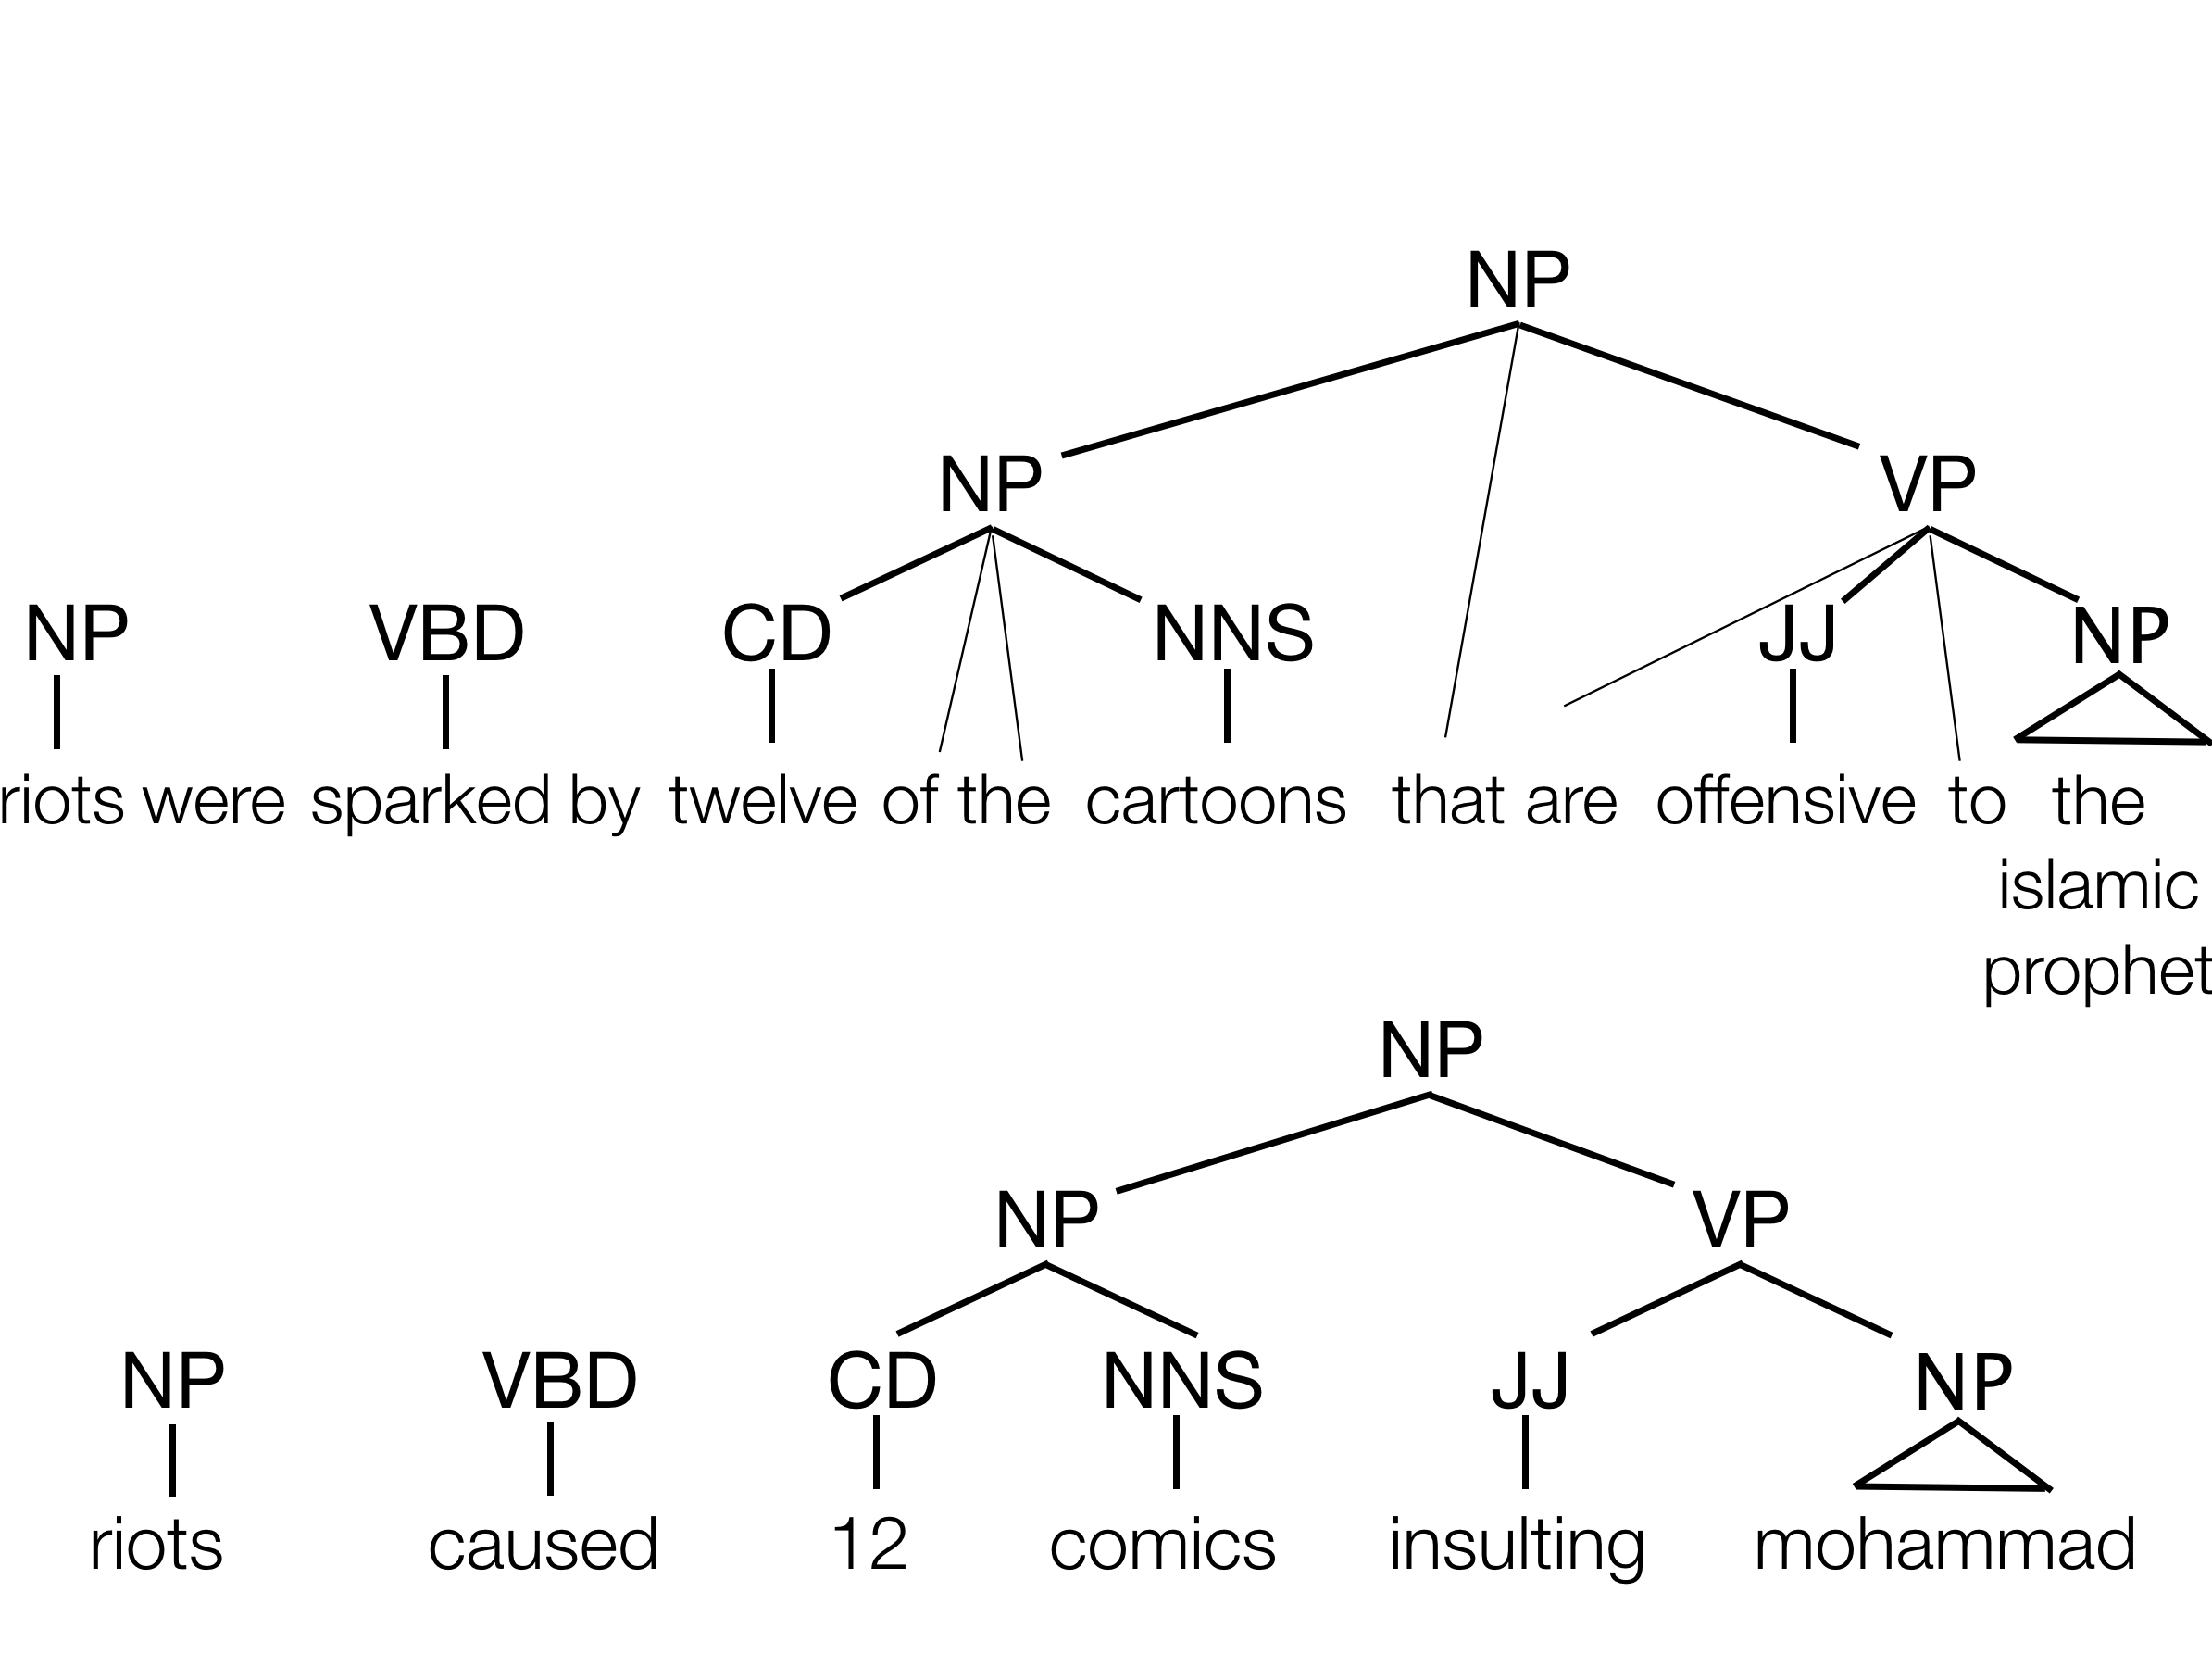 NP
NP VP
NP VBD CD NNS JJ NP
riots were sparked by twelve of the cartoons that are offensive to the
islamic
prophet
NP
NP VP
NP VBD CD NNS JJ NP
riots caused 12 comics insulting mohammad